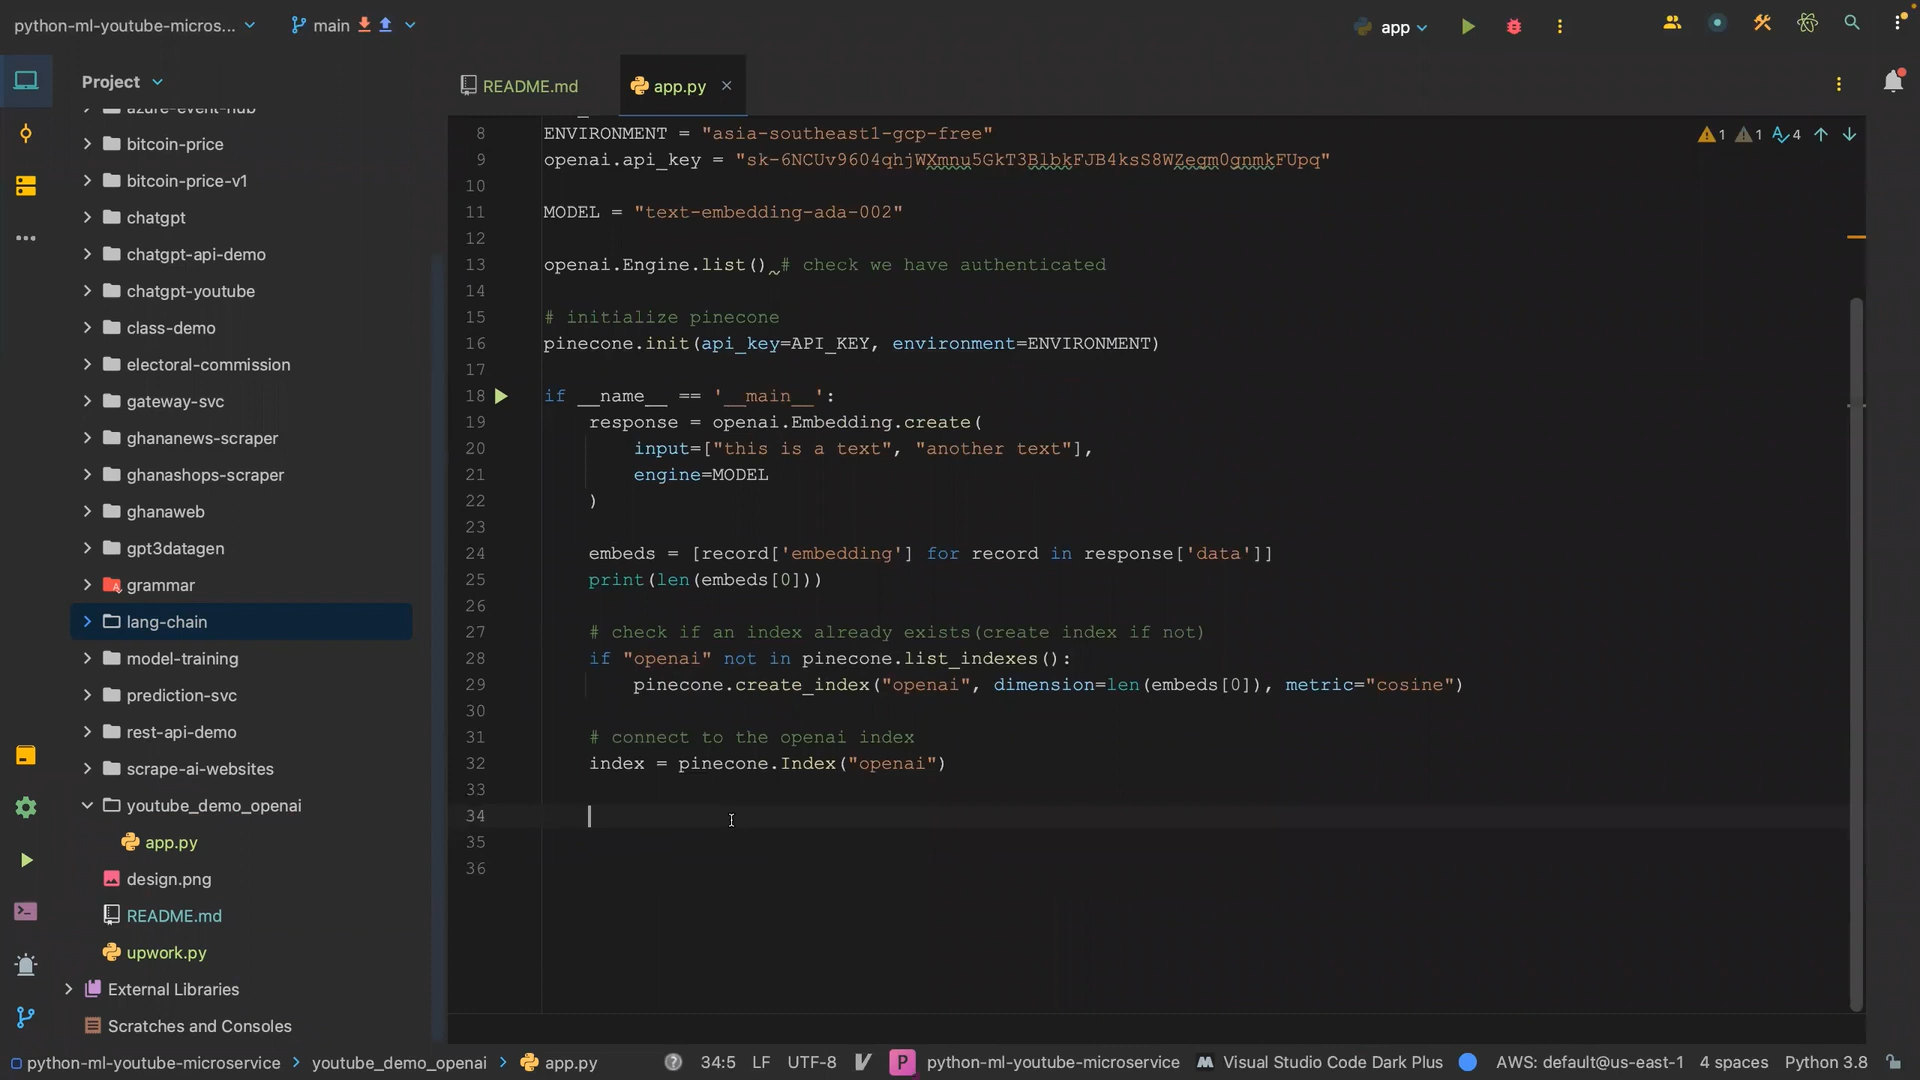 python-ml-youtube-micros...
main
app
Project
README.md
app.py
azure-event-hub
bitcoin-price
bitcoin-price-v1
chatgpt
chatgpt-api-demo
chatgpt-youtube
class-demo
electoral-commission
gateway-svc
ghananews-scraper
ghanashops-scraper
ghanaweb
gpt3datagen
grammar
lang-chain
model-training
prediction-svc
rest-api-demo
scrape-ai-websites
youtube_demo_openai
app.py
design.png
README.md
upwork.py
External Libraries
Scratches and Consoles
1 1 4
8 ENVIRONMENT = "asia-southeast1-gcp-free"
9 openai.api_key = "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"
10
11 MODEL = "text-embedding-ada-002"
12
13 openai.Engine.list() # check we have authenticated
14
15 # initialize pinecone
16 pinecone.init(api_key=API_KEY, environment=ENVIRONMENT)
17
18 if __name__ == '__main__':
19 response = openai.Embedding.create(
20 input=["this is a text", "another text"],
21 engine=MODEL
22 )
23
24 embeds = [record['embedding'] for record in response['data']]
25 print(len(embeds[0]))
26
27 # check if an index already exists(create index if not)
28 if "openai" not in pinecone.list_indexes():
29 pinecone.create_index("openai", dimension=len(embeds[0]), metric="cosine")
30
31 # connect to the openai index
32 index = pinecone.Index("openai")
33
34
35
36
python-ml-youtube-microservice > youtube_demo_openai > app.py
34:5 LF UTF-8 P python-ml-youtube-microservice Visual Studio Code Dark Plus AWS: default@us-east-1 4 spaces Python 3.8